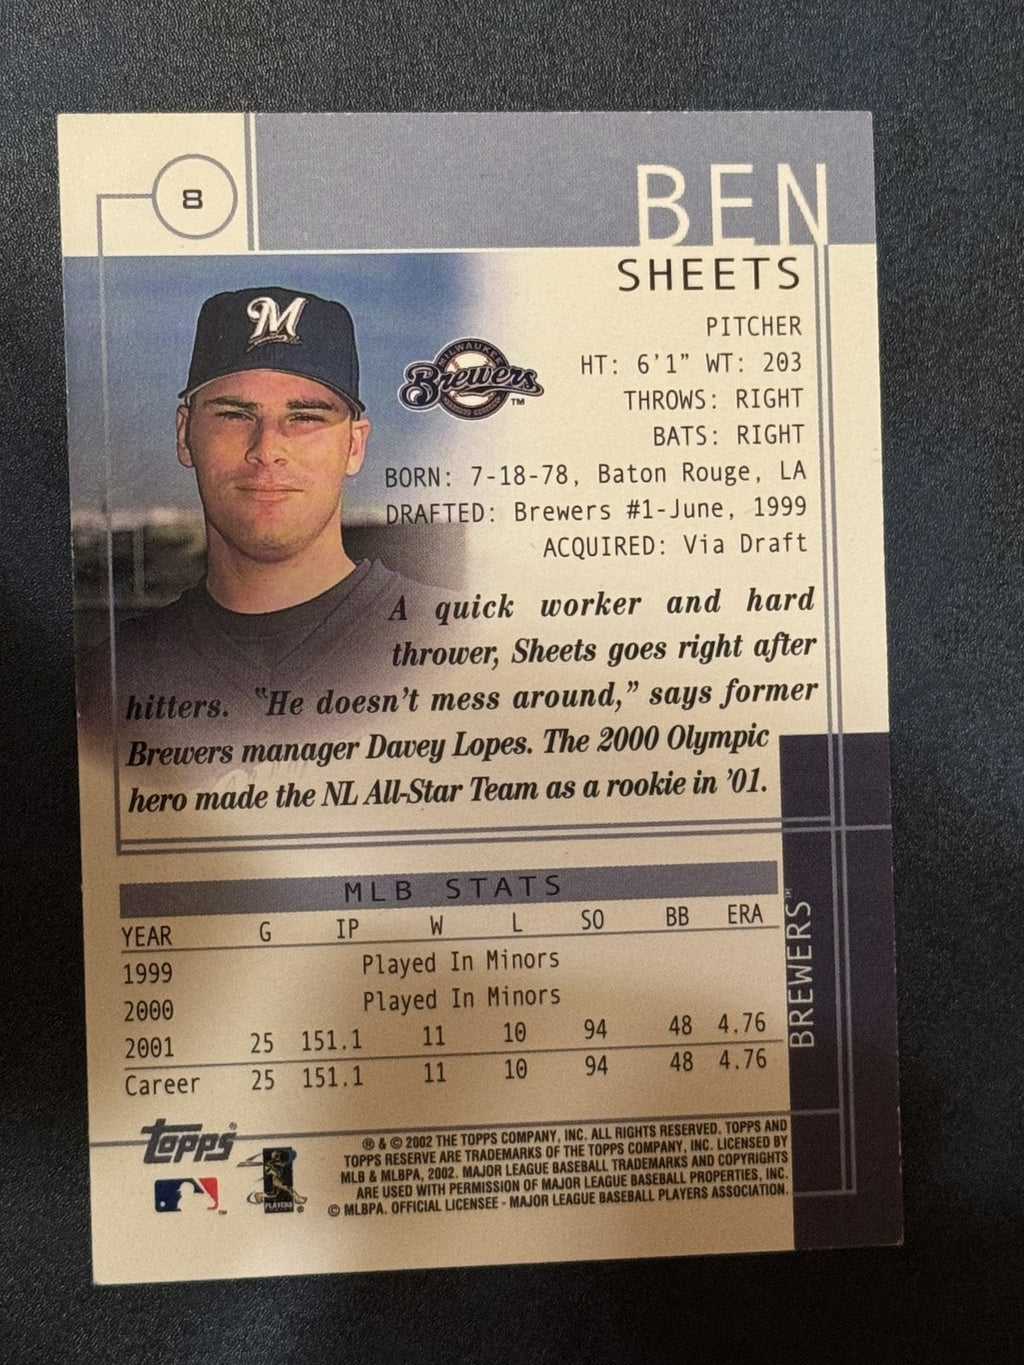 8
BEN
SHEETS
M
PITCHER
HT: 6'1" WT: 203
THROWS: RIGHT
BATS: RIGHT
MILWAUKEE
Brewers™
BORN: 7-18-78, Baton Rouge, LA
DRAFTED: Brewers #1-June, 1999
ACQUIRED: Via Draft
A quick worker and hard
thrower, Sheets goes right after
hitters. "He doesn't mess around," says former
Brewers manager Davey Lopes. The 2000 Olympic
hero made the NL All-Star Team as a rookie in '01.
MLB STATS
YEAR G IP W L SO BB ERA
1999 Played In Minors
2000 Played In Minors
2001 25 151.1 11 10 94 48 4.76
Career 25 151.1 11 10 94 48 4.76
BREWERS™
Topps®
PLAYERS ®
™
® & © 2002 THE TOPPS COMPANY, INC. ALL RIGHTS RESERVED. TOPPS AND
TOPPS RESERVE ARE TRADEMARKS OF THE TOPPS COMPANY, INC. LICENSED BY
MLB & MLBPA, 2002. MAJOR LEAGUE BASEBALL TRADEMARKS AND COPYRIGHTS
ARE USED WITH PERMISSION OF MAJOR LEAGUE BASEBALL PROPERTIES, INC.
© MLBPA. OFFICIAL LICENSEE - MAJOR LEAGUE BASEBALL PLAYERS ASSOCIATION.